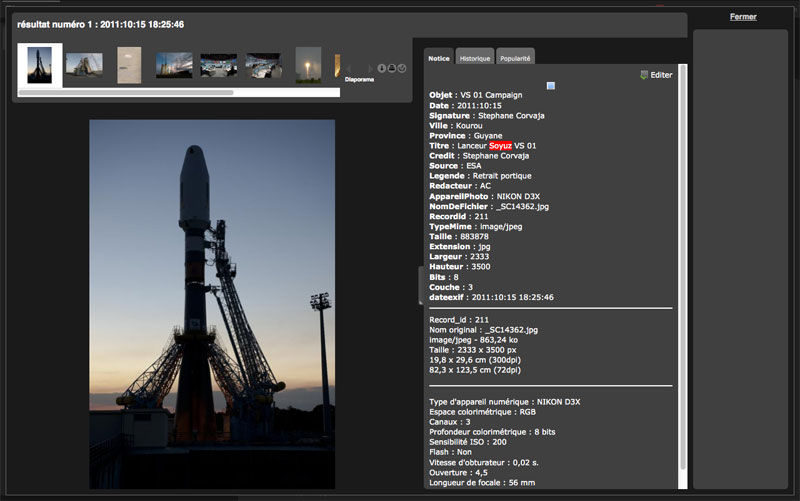 résultat numéro 1 : 2011:10:15 18:25:46
Fermer
Diaporama
Notice
Historique
Popularité
Editer
Objet : VS 01 Campaign
Date : 2011:10:15
Signature : Stephane Corvaja
Ville : Kourou
Province : Guyane
Titre : Lanceur Soyuz VS 01
Credit : Stephane Corvaja
Source : ESA
Legende : Retrait portique
Redacteur : AC
AppareilPhoto : NIKON D3X
NomDeFichier : _SC14362.jpg
Recordid : 211
TypeMime : image/jpeg
Taille : 883878
Extension : jpg
Largeur : 2333
Hauteur : 3500
Bits : 8
Couche : 3
dateexif : 2011:10:15 18:25:46
Record_id : 211
Nom original : _SC14362.jpg
image/jpeg - 863,24 ko
Taille : 2333 x 3500 px
19,8 x 29,6 cm (300dpi)
82,3 x 123,5 cm (72dpi)
Type d'appareil numérique : NIKON D3X
Espace colorimétrique : RGB
Canaux : 3
Profondeur colorimétrique : 8 bits
Sensibilité ISO : 200
Flash : Non
Vitesse d'obturateur : 0,02 s.
Ouverture : 4,5
Longueur de focale : 56 mm